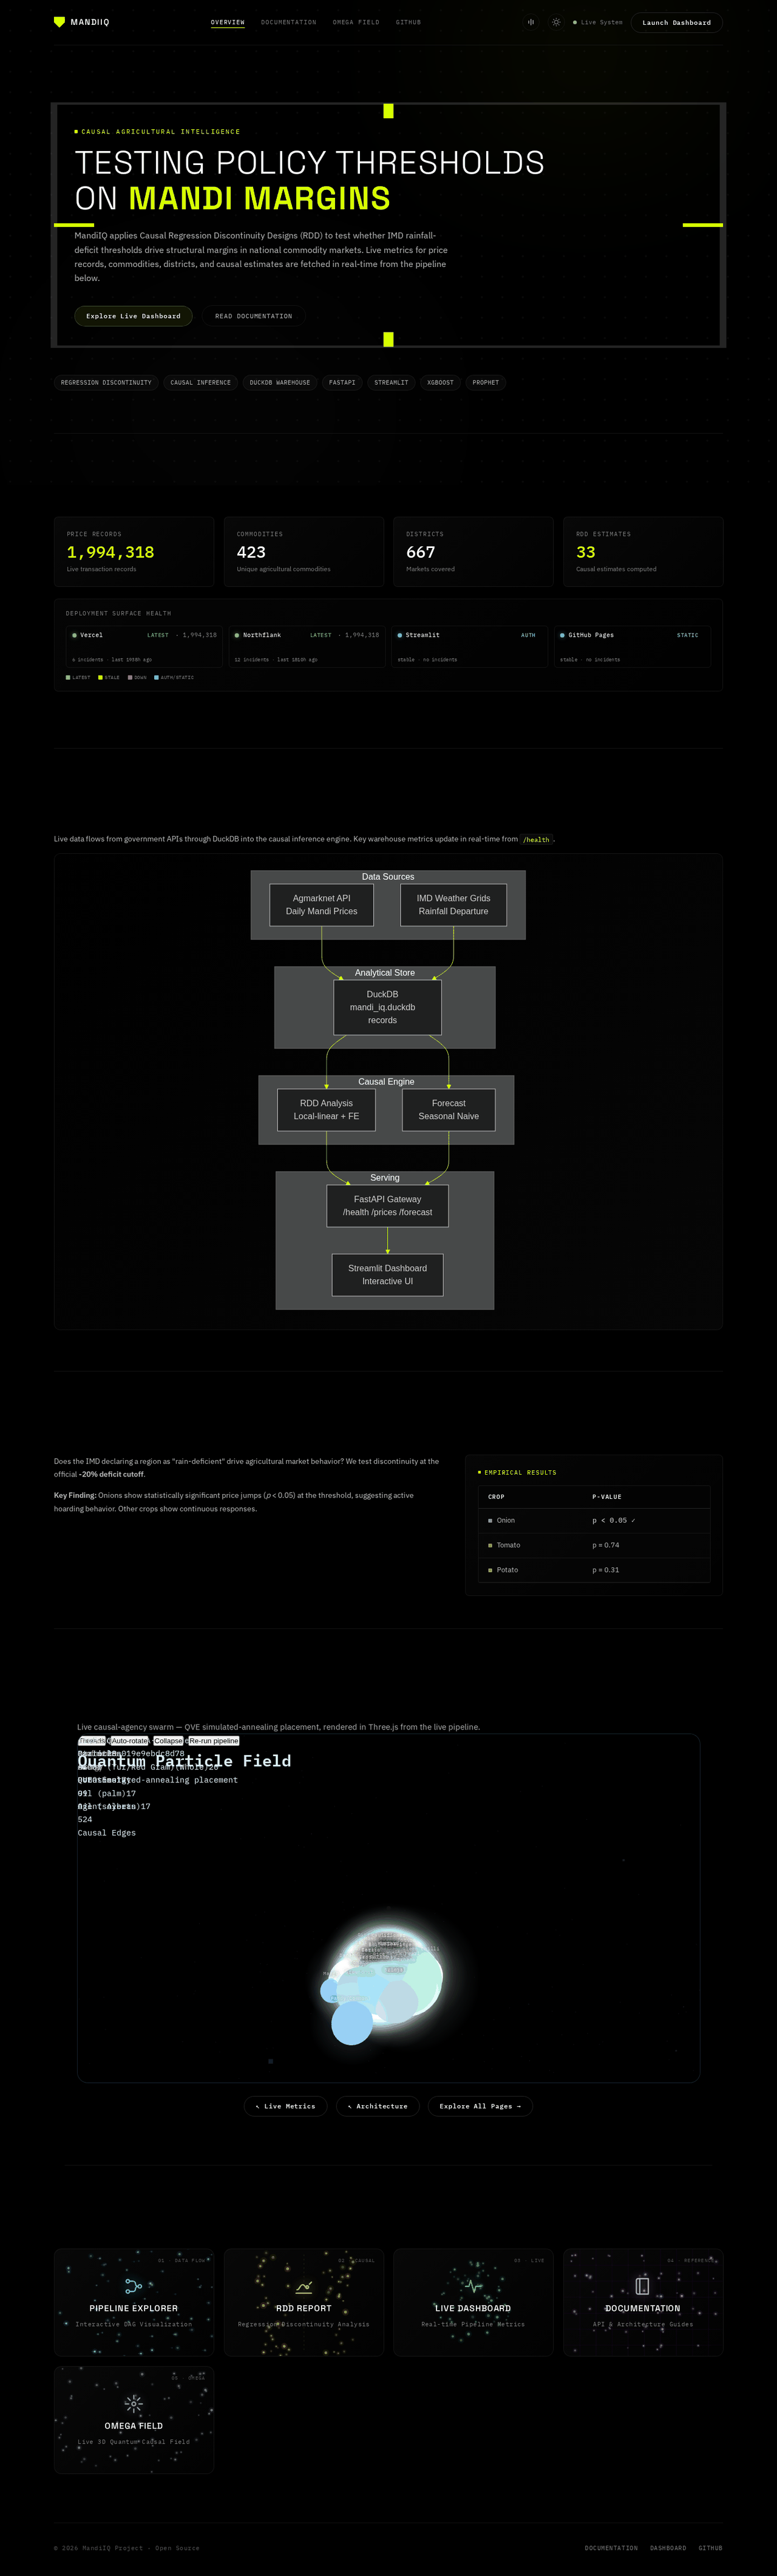 MANDIIQ
OVERVIEW
DOCUMENTATION
OMEGA FIELD
GITHUB
Live System
Launch Dashboard
CAUSAL AGRICULTURAL INTELLIGENCE
TESTING POLICY THRESHOLDS
ON MANDI MARGINS
MandiIQ applies Causal Regression Discontinuity Designs (RDD) to test whether IMD rainfall-
deficit thresholds drive structural margins in national commodity markets. Live metrics for price
records, commodities, districts, and causal estimates are fetched in real-time from the pipeline
below.
Explore Live Dashboard
READ DOCUMENTATION
REGRESSION DISCONTINUITY
CAUSAL INFERENCE
DUCKDB WAREHOUSE
FASTAPI
STREAMLIT
XGBOOST
PROPHET
PRICE RECORDS
1,994,318
Live transaction records
COMMODITIES
423
Unique agricultural commodities
DISTRICTS
667
Markets covered
RDD ESTIMATES
33
Causal estimates computed
DEPLOYMENT SURFACE HEALTH
Vercel LATEST · 1,994,318
Northflank LATEST · 1,994,318
Streamlit AUTH
stable · no incidents
GitHub Pages STATIC
stable · no incidents
LATEST
STALE
DOWN
AUTH/STATIC
Live data flows from government APIs through DuckDB into the causal inference engine. Key warehouse metrics update in real-time from /health.
Data Sources
Agmarknet API
Daily Mandi Prices
IMD Weather Grids
Rainfall Departure
Analytical Store
DuckDB
mandi_iq.duckdb
records
Causal Engine
RDD Analysis
Local-linear + FE
Forecast
Seasonal Naive
Serving
FastAPI Gateway
/health /prices /forecast
Streamlit Dashboard
Interactive UI
Does the IMD declaring a region as "rain-deficient" drive agricultural market behavior? We test discontinuity at the
official -20% deficit cutoff.
Key Finding: Onions show statistically significant price jumps (p < 0.05) at the threshold, suggesting active
hoarding behavior. Other crops show continuous responses.
EMPIRICAL RESULTS
CROP P-VALUE
Onion p < 0.05 ✓
Tomato p = 0.74
Potato p = 0.31
Live causal-agency swarm — QVE simulated-annealing placement, rendered in Three.js from the live pipeline.
Auto-rotate
Collapse
Re-run pipeline
Quantum Particle Field
524
Causal Edges
↖ Live Metrics
↖ Architecture
Explore All Pages →
01 · DATA FLOW
PIPELINE EXPLORER
Interactive DAG Visualization
02 · CAUSAL
RDD REPORT
Regression Discontinuity Analysis
03 · LIVE
LIVE DASHBOARD
Real-time Pipeline Metrics
04 · REFERENCE
DOCUMENTATION
API & Architecture Guides
05 · OMEGA
OMEGA FIELD
Live 3D Quantum Causal Field
© 2026 MandiIQ Project · Open Source
DOCUMENTATION
DASHBOARD
GITHUB